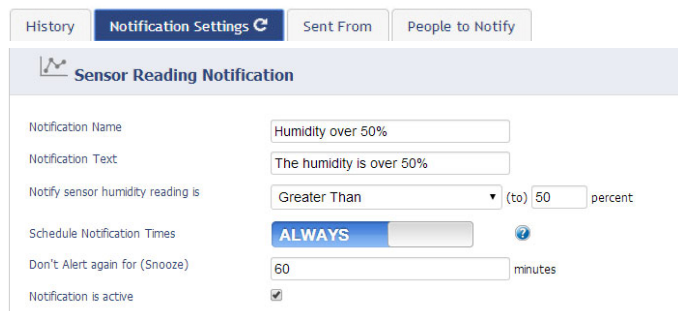 History Notification Settings Sent From People to Notify
Sensor Reading Notification
Notification Name Humidity over 50%
Notification Text The humidity is over 50%
Notify sensor humidity reading is Greater Than (to) 50 percent
Schedule Notification Times ALWAYS ?
Don't Alert again for (Snooze) 60 minutes
Notification is active